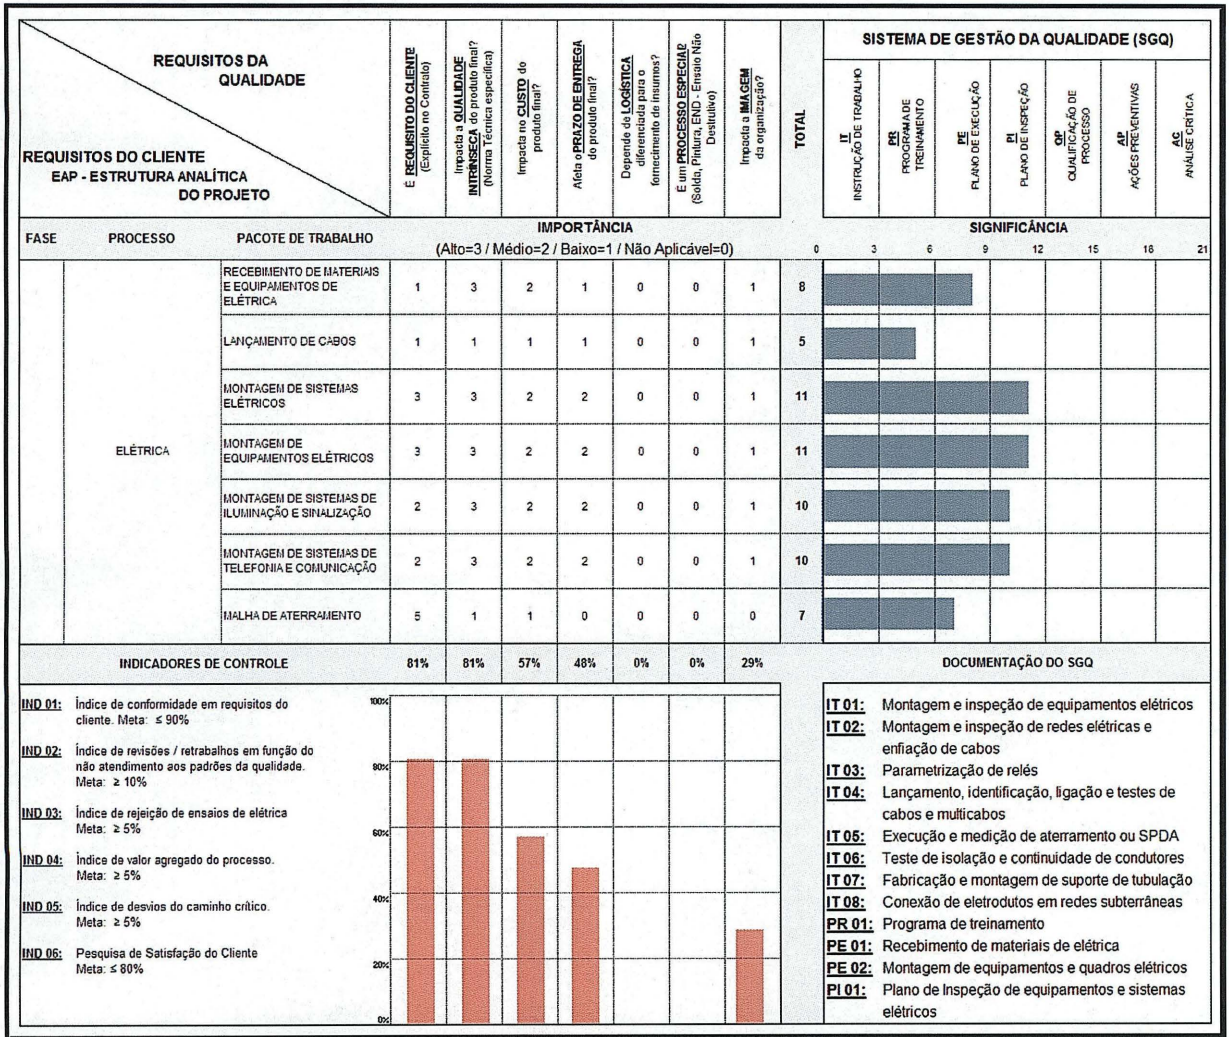 REQUISITOS DA
QUALIDADE
REQUISITOS DO CLIENTE
EAP - ESTRUTURA ANALÍTICA
DO PROJETO
É REQUISITO DO CLIENTE
(Explícito no Contrato)
Impacta a QUALIDADE
INTRÍNSECA do produto final?
(Norma Técnica específica)
Impacta no CUSTO do
produto final?
Afeta o PRAZO DE ENTREGA
do produto final?
Depende de LOGÍSTICA
diferenciada para o
fornecimento de insumos?
É um PROCESSO ESPECIAL?
(Solda, Pintura, END - Ensaio Não
Destrutivo)
Impacta a IMAGEM
da organização?
TOTAL
SISTEMA DE GESTÃO DA QUALIDADE (SGQ)
IT
INSTRUÇÃO DE TRABALHO
PR
PROGRAMA DE
TREINAMENTO
PE
PLANO DE EXECUÇÃO
PI
PLANO DE INSPEÇÃO
QP
QUALIFICAÇÃO DE
PROCESSO
AP
AÇÕES PREVENTIVAS
AC
ANÁLISE CRÍTICA
FASE PROCESSO PACOTE DE TRABALHO
IMPORTÂNCIA
(Alto=3 / Médio=2 / Baixo=1 / Não Aplicável=0)
SIGNIFICÂNCIA
0 3 6 9 12 15 18 21
ELÉTRICA
RECEBIMENTO DE MATERIAIS
E EQUIPAMENTOS DE
ELÉTRICA
1 3 2 1 0 0 1 8
LANÇAMENTO DE CABOS
1 1 1 1 0 0 1 5
MONTAGEM DE SISTEMAS
ELÉTRICOS
3 3 2 2 0 0 1 11
MONTAGEM DE
EQUIPAMENTOS ELÉTRICOS
3 3 2 2 0 0 1 11
MONTAGEM DE SISTEMAS DE
ILUMINAÇÃO E SINALIZAÇÃO
2 3 2 2 0 0 1 10
MONTAGEM DE SISTEMAS DE
TELEFONIA E COMUNICAÇÃO
2 3 2 2 0 0 1 10
MALHA DE ATERRAMENTO
5 1 1 0 0 0 0 7
INDICADORES DE CONTROLE 81% 81% 57% 48% 0% 0% 29%
DOCUMENTAÇÃO DO SGQ
IND 01: Índice de conformidade em requisitos do
cliente. Meta: ≤ 90%
IND 02: Índice de revisões / retrabalhos em função do
não atendimento aos padrões da qualidade.
Meta: ≥ 10%
IND 03: Índice de rejeição de ensaios de elétrica
Meta: ≥ 5%
IND 04: Índice de valor agregado do processo.
Meta: ≥ 5%
IND 05: Índice de desvios do caminho crítico.
Meta: ≥ 5%
IND 06: Pesquisa de Satisfação do Cliente
Meta: ≤ 80%
100%
80%
60%
40%
20%
0%
IT 01: Montagem e inspeção de equipamentos elétricos
IT 02: Montagem e inspeção de redes elétricas e
enfiação de cabos
IT 03: Parametrização de relés
IT 04: Lançamento, identificação, ligação e testes de
cabos e multicabos
IT 05: Execução e medição de aterramento ou SPDA
IT 06: Teste de isolação e continuidade de condutores
IT 07: Fabricação e montagem de suporte de tubulação
IT 08: Conexão de eletrodutos em redes subterrâneas
PR 01: Programa de treinamento
PE 01: Recebimento de materiais de elétrica
PE 02: Montagem de equipamentos e quadros elétricos
PI 01: Plano de Inspeção de equipamentos e sistemas
elétricos